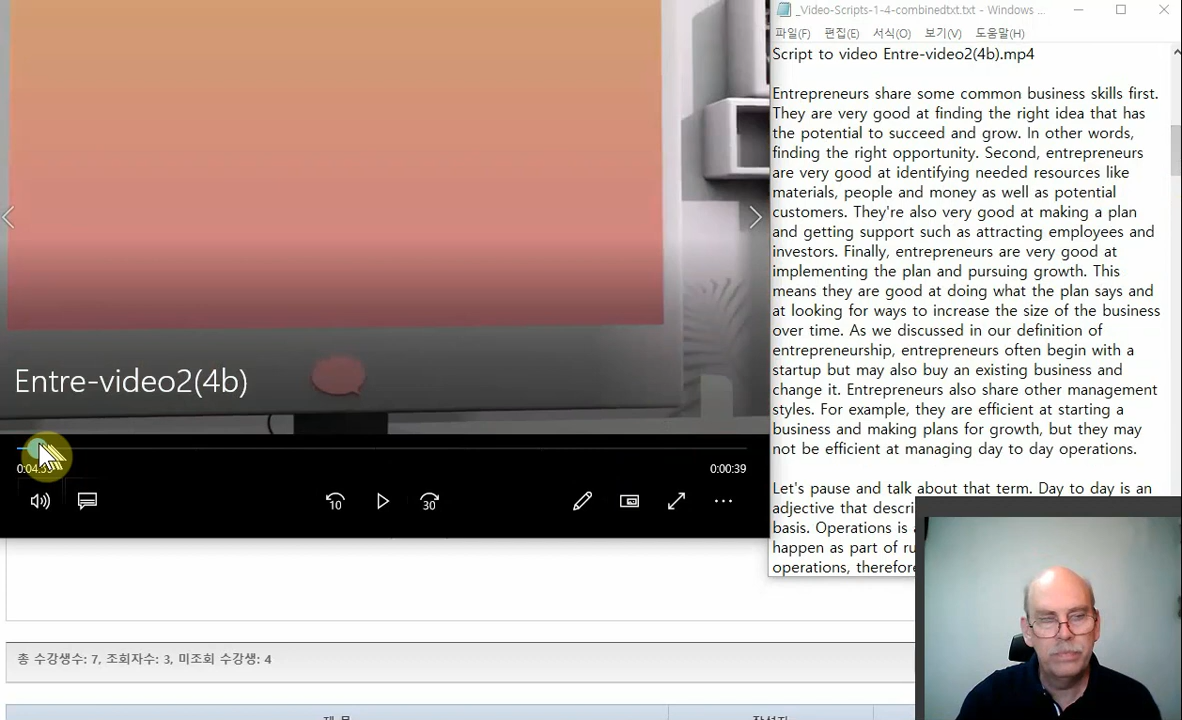 _Video-Scripts-1-4-combinedtxt.txt - Windows ...
파일(F) 편집(E) 서식(O) 보기(V) 도움말(H)
Script to video Entre-video2(4b).mp4
Entrepreneurs share some common business skills first.
They are very good at finding the right idea that has
the potential to succeed and grow. In other words,
finding the right opportunity. Second, entrepreneurs
are very good at identifying needed resources like
materials, people and money as well as potential
customers. They're also very good at making a plan
and getting support such as attracting employees and
investors. Finally, entrepreneurs are very good at
implementing the plan and pursuing growth. This
means they are good at doing what the plan says and
at looking for ways to increase the size of the business
over time. As we discussed in our definition of
entrepreneurship, entrepreneurs often begin with a
startup but may also buy an existing business and
change it. Entrepreneurs also share other management
styles. For example, they are efficient at starting a
business and making plans for growth, but they may
not be efficient at managing day to day operations.
Let's pause and talk about that term. Day to day is an
adjective that descri
basis. Operations is
happen as part of ru
operations, therefore
Entre-video2(4b)
0:00:39
10
30
총 수강생수: 7, 조회자수: 3, 미조회 수강생: 4